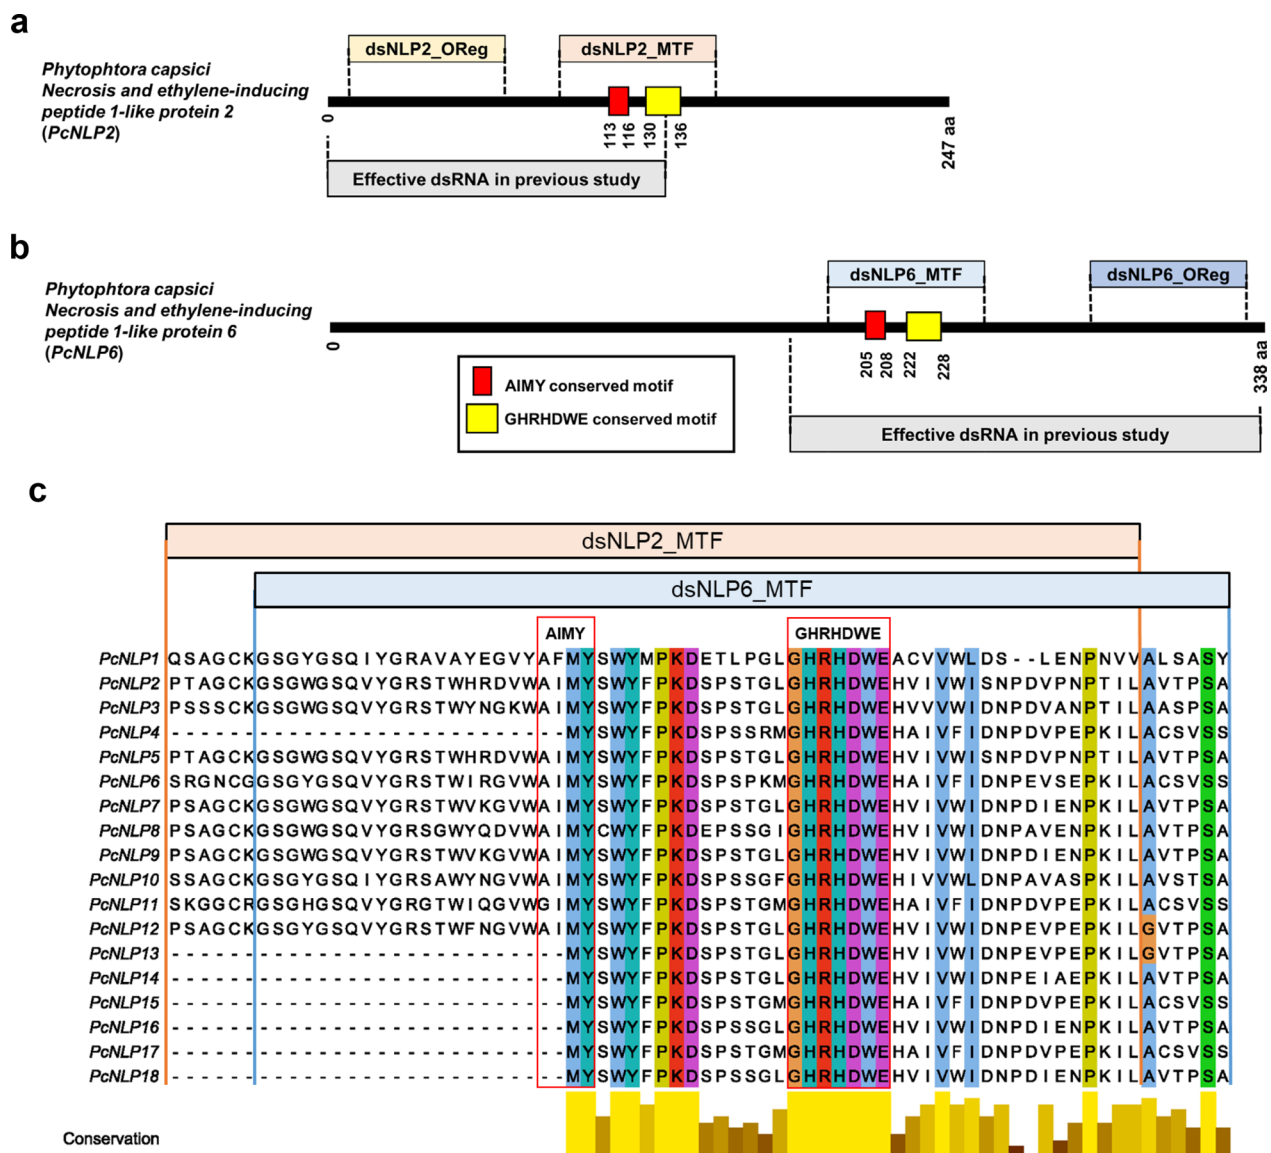 a
dsNLP2_OReg dsNLP2_MTF
Phytophtora capsici
Necrosis and ethylene-inducing
peptide 1-like protein 2
(PcNLP2)
0 113 116 130 136 247 aa
Effective dsRNA in previous study
b
dsNLP6_MTF dsNLP6_OReg
Phytophtora capsici
Necrosis and ethylene-inducing
peptide 1-like protein 6
(PcNLP6)
0 205 208 222 228 338 aa
AIMY conserved motif
GHRHDWE conserved motif
Effective dsRNA in previous study
c
dsNLP2_MTF
dsNLP6_MTF
AIMY GHRHDWE
PcNLP1 QSAGCKGSGYGSQIYGRAVAYEGVYAFMYSWYMPKDETLPGLGHRHDWEACVVWLDS--LENPNVVALSASY
PcNLP2 PTAGCKGSGWGSQVYGRSTWHRDVWAIMYSWYFPKDSPSTGLGHRHDWEHVIVWISNPDVPNPTILAVTPSA
PcNLP3 PSSSCKGSGWGSQVYGRSTWYNGKWAIMYSWYFPKDSPSTGLGHRHDWEHVVVWIDNPDVANPTILAASPSA
PcNLP4 ---------------------------MYSWYFPKDSPSSRMGHRHDWEHAIVFIDNPDVPEPKILACSVSS
PcNLP5 PTAGCKGSGWGSQVYGRSTWHRDVWAIMYSWYFPKDSPSTGLGHRHDWEHVIVWISNPDVPNPTILAVTPSA
PcNLP6 SRGNCGGSGYGSQVYGRSTWIRGVWAIMYSWYFPKDSPSPKMGHRHDWEHAIVFIDNPEVSEPKILACSVSS
PcNLP7 PSAGCKGSGWGSQVYGRSTWVKGVWAIMYSWYFPKDSPSTGLGHRHDWEHVIVWIDNPDIENPKILAVTPSA
PcNLP8 PSAGCKGSGWGSQVYGRSGWYQDVWAIMYCWYFPKDEPSSGIGHRHDWEHVIVWIDNPAVENPKILAVTPSA
PcNLP9 PSAGCKGSGWGSQVYGRSTWVKGVWAIMYSWYFPKDSPSTGLGHRHDWEHVIVWIDNPDIENPKILAVTPSA
PcNLP10 SSAGCKGSGYGSQIYGRSAWYNGVWAIMYSWYFPKDSPSSGFGHRHDWEHIVVWLDNPAVASPKILAVSTSA
PcNLP11 SKGGCRGSGHGSQVYGRGTWIQGVWGIMYSWYFPKDSPSTGMGHRHDWEHAIVFIDNPDVPEPKILACSVSS
PcNLP12 PSAGCKGSGYGSQVYGRSTWFNGVWAIMYSWYFPKDSPSTGLGHRHDWEHVIVWIDNPDVPEPKILGVTPSA
PcNLP13 ---------------------------MYSWYFPKDSPSTGLGHRHDWEHVIVWIDNPDVPEPKILGVTPSA
PcNLP14 ---------------------------MYSWYFPKDSPSTGLGHRHDWEHVIVWIDNPEIAEPKILAVTPSA
PcNLP15 ---------------------------MYSWYFPKDSPSTGMGHRHDWEHAIVFIDNPDVPEPKILACSVSS
PcNLP16 ---------------------------MYSWYFPKDSPSSGLGHRHDWEHVIVWIDNPDIENPKILAVTPSA
PcNLP17 ---------------------------MYSWYFPKDSPSTGMGHRHDWEHAIVFIDNPDVPEPKILACSVSS
PcNLP18 ---------------------------MYSWYFPKDSPSSGLGHRHDWEHVIVWIDNPDIENPKILAVTPSA
Conservation